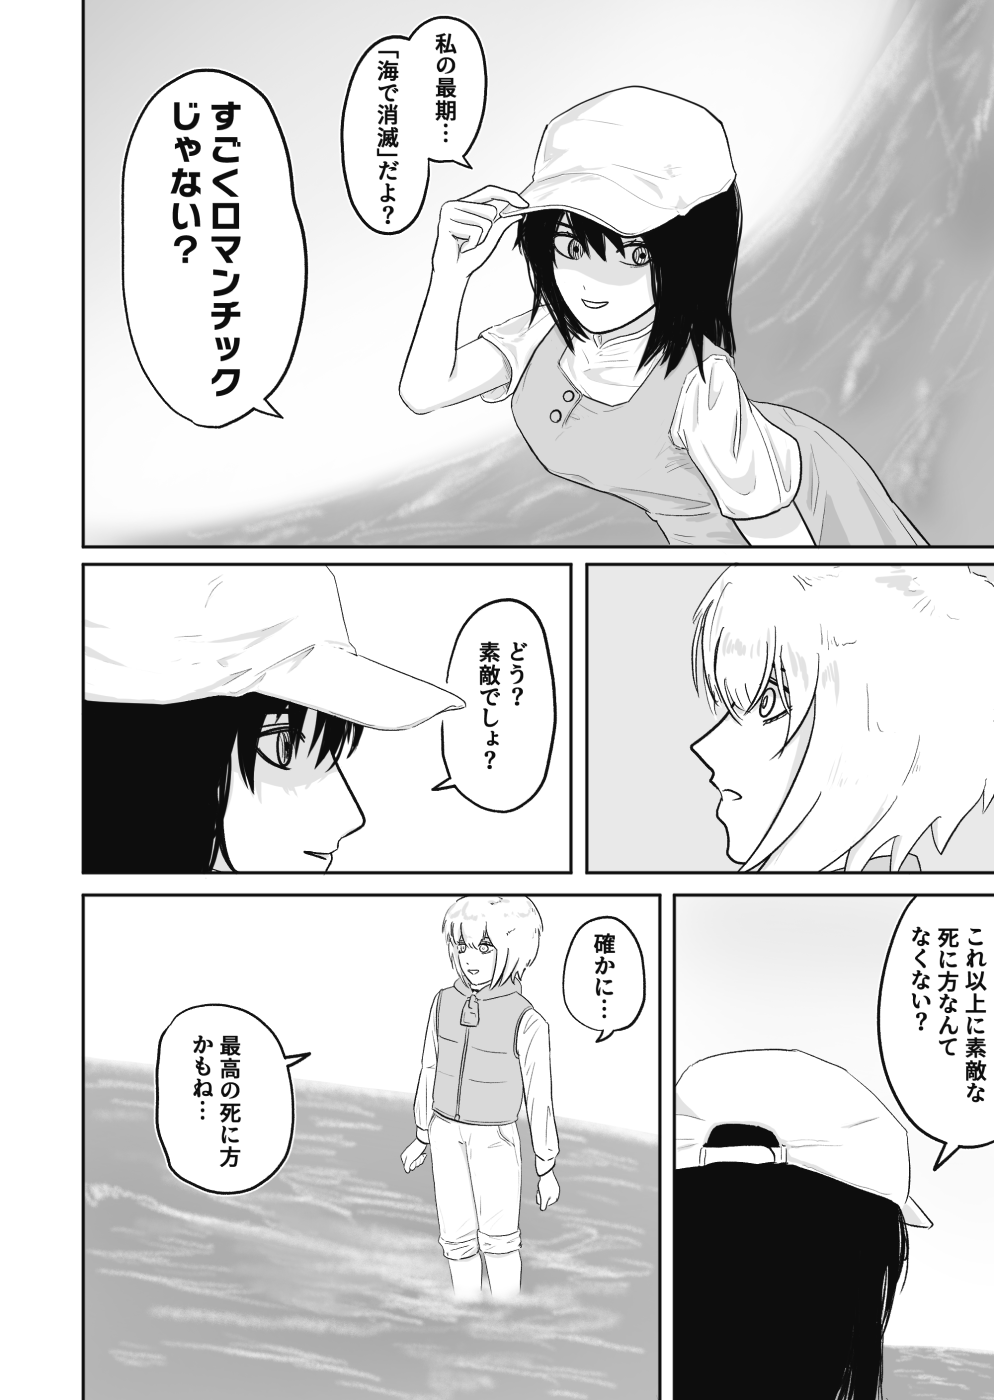 私の最期…
「海で消滅」だよ？
すごくロマンチック
じゃない？
どう？
素敵でしょ？
これ以上に素敵な
死に方なんて
なくない？
確かに…
最高の死に方
かもね…